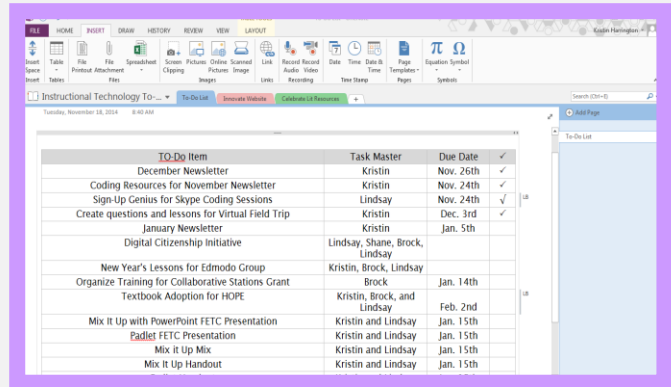 FILE HOME INSERT DRAW HISTORY REVIEW VIEW LAYOUT Kristin Harrington
Insert Space Table File Printout File Attachment Spreadsheet Screen Clipping Pictures Online Pictures Scanned Image Link Record Audio Record Video Date Time Date & Time Page Templates Equation Symbol
Insert Tables Files Images Links Recording Time Stamp Pages Symbols
Instructional Technology To-... To-Do List Innovate Website Celebrate Lit Resources + Search (Ctrl+E)
Tuesday, November 18, 2014 8:40 AM
Add Page
To-Do List
TO-Do Item Task Master Due Date ✓
December Newsletter Kristin Nov. 26th ✓
Coding Resources for November Newsletter Kristin Nov. 24th ✓
Sign-Up Genius for Skype Coding Sessions Lindsay Nov. 24th √ LB
Create questions and lessons for Virtual Field Trip Kristin Dec. 3rd ✓
January Newsletter Kristin Jan. 5th
Digital Citizenship Initiative Lindsay, Shane, Brock,
Lindsay
New Year's Lessons for Edmodo Group Kristin, Brock, Lindsay
Organize Training for Collaborative Stations Grant Brock Jan. 14th
Textbook Adoption for HOPE Kristin, Brock, and LB
Lindsay Feb. 2nd
Mix It Up with PowerPoint FETC Presentation Kristin and Lindsay Jan. 15th
Padlet FETC Presentation Kristin and Lindsay Jan. 15th
Mix it Up Mix Kristin and Lindsay Jan. 15th
Mix It Up Handout Kristin and Lindsay Jan. 15th